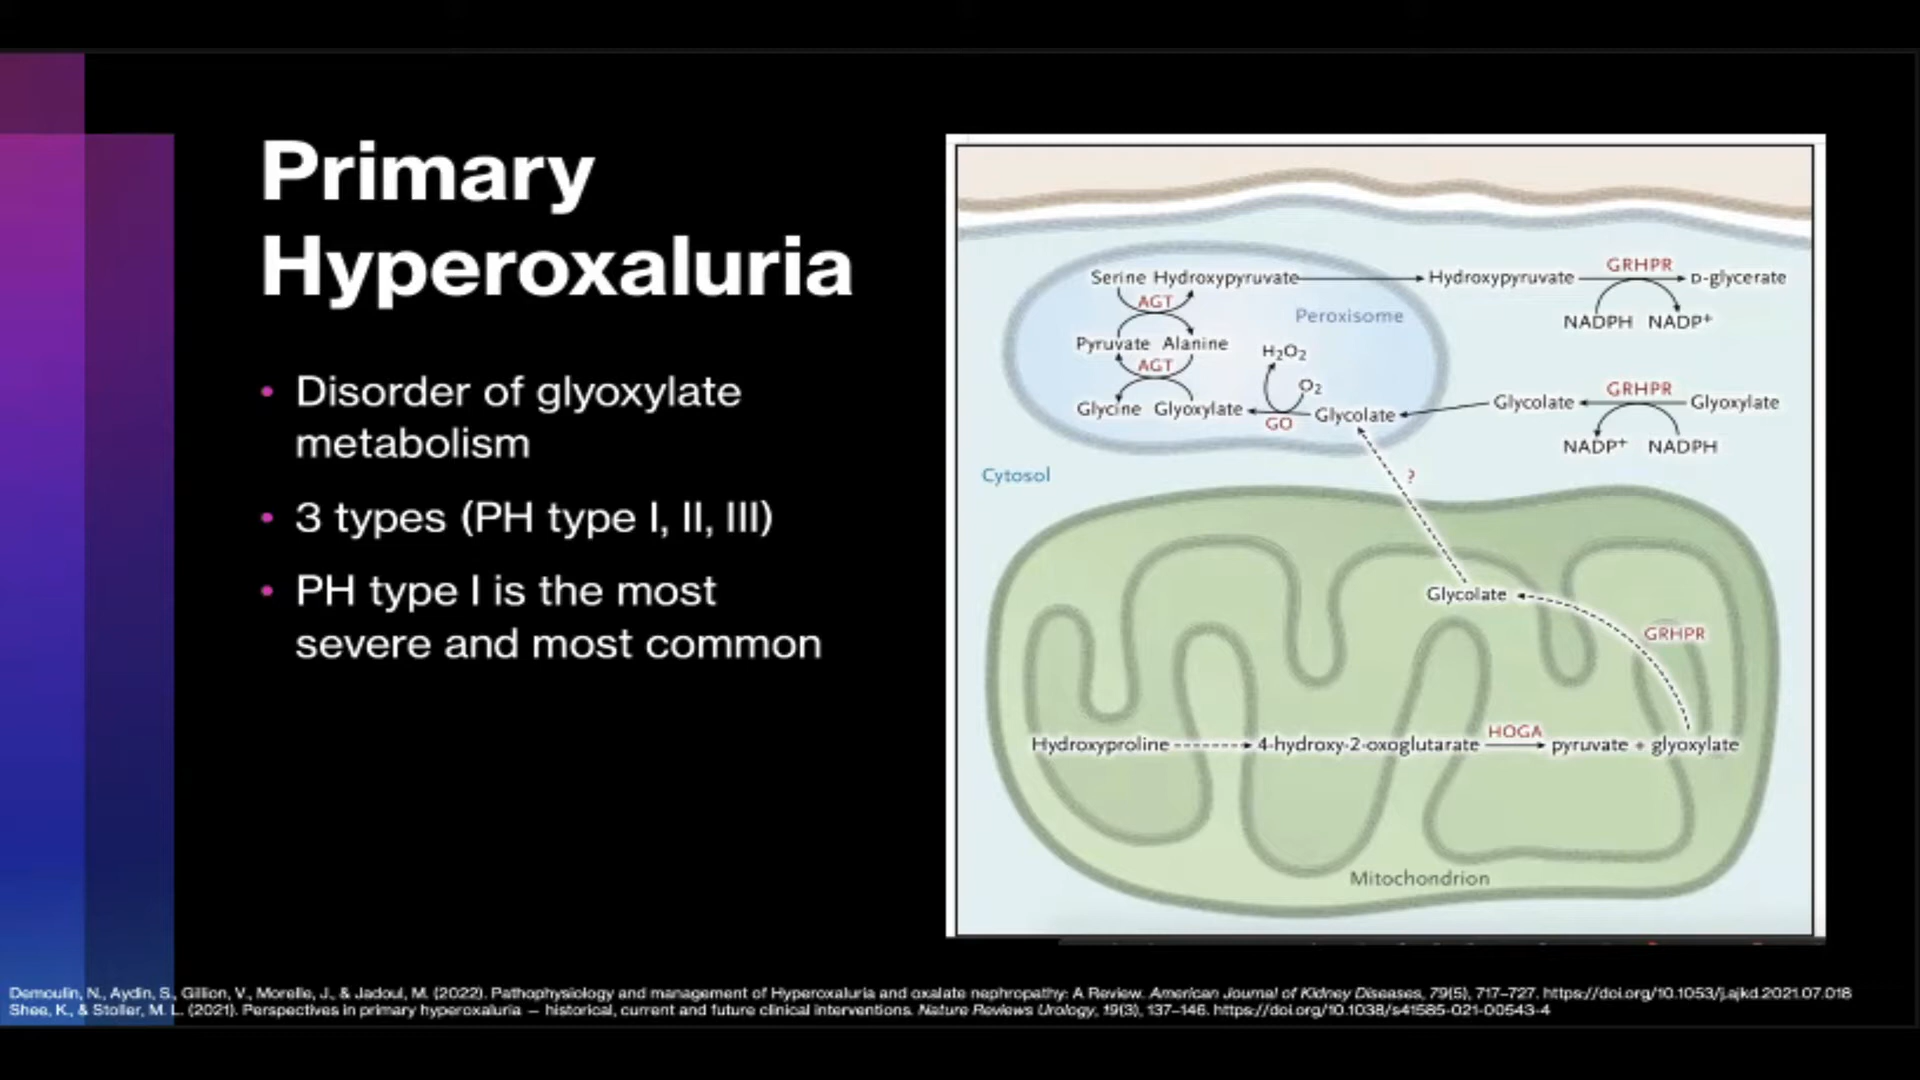 Primary
Hyperoxaluria
• Disorder of glyoxylate
metabolism
• 3 types (PH type I, II, III)
• PH type I is the most
severe and most common
Serine Hydroxypyruvate
Hydroxypyruvate
GRHPR
D-glycerate
AGT
Peroxisome
NADPH NADP⁺
Pyruvate Alanine
H₂O₂
AGT
O₂
Glycine Glyoxylate
GO
Glycolate
Glycolate
GRHPR
Glyoxylate
NADP⁺ NADPH
Cytosol
?
Glycolate
GRHPR
Hydroxyproline
4-hydroxy-2-oxoglutarate
HOGA
pyruvate + glyoxylate
Mitochondrion
Demoulin, N., Aydin, S., Gillion, V., Morelle, J., & Jadoul, M. (2022). Pathophysiology and management of Hyperoxaluria and oxalate nephropathy: A Review. American Journal of Kidney Diseases, 79(5), 717–727. https://doi.org/10.1053/j.ajkd.2021.07.018
Shee, K., & Stoller, M. L. (2021). Perspectives in primary hyperoxaluria — historical, current and future clinical interventions. Nature Reviews Urology, 19(3), 137–146. https://doi.org/10.1038/s41585-021-00543-4